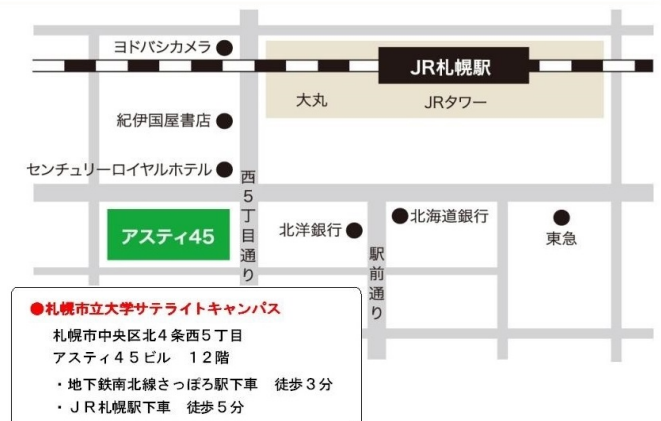 ヨドバシカメラ
JR札幌駅
大丸
JRタワー
紀伊国屋書店
センチュリーロイヤルホテル
西5丁目通り
アスティ45
北洋銀行
駅前通り
北海道銀行
東急
●札幌市立大学サテライトキャンパス
札幌市中央区北4条西5丁目
アスティ45ビル　12階
・地下鉄南北線さっぽろ駅下車　徒歩3分
・JR札幌駅下車　徒歩5分